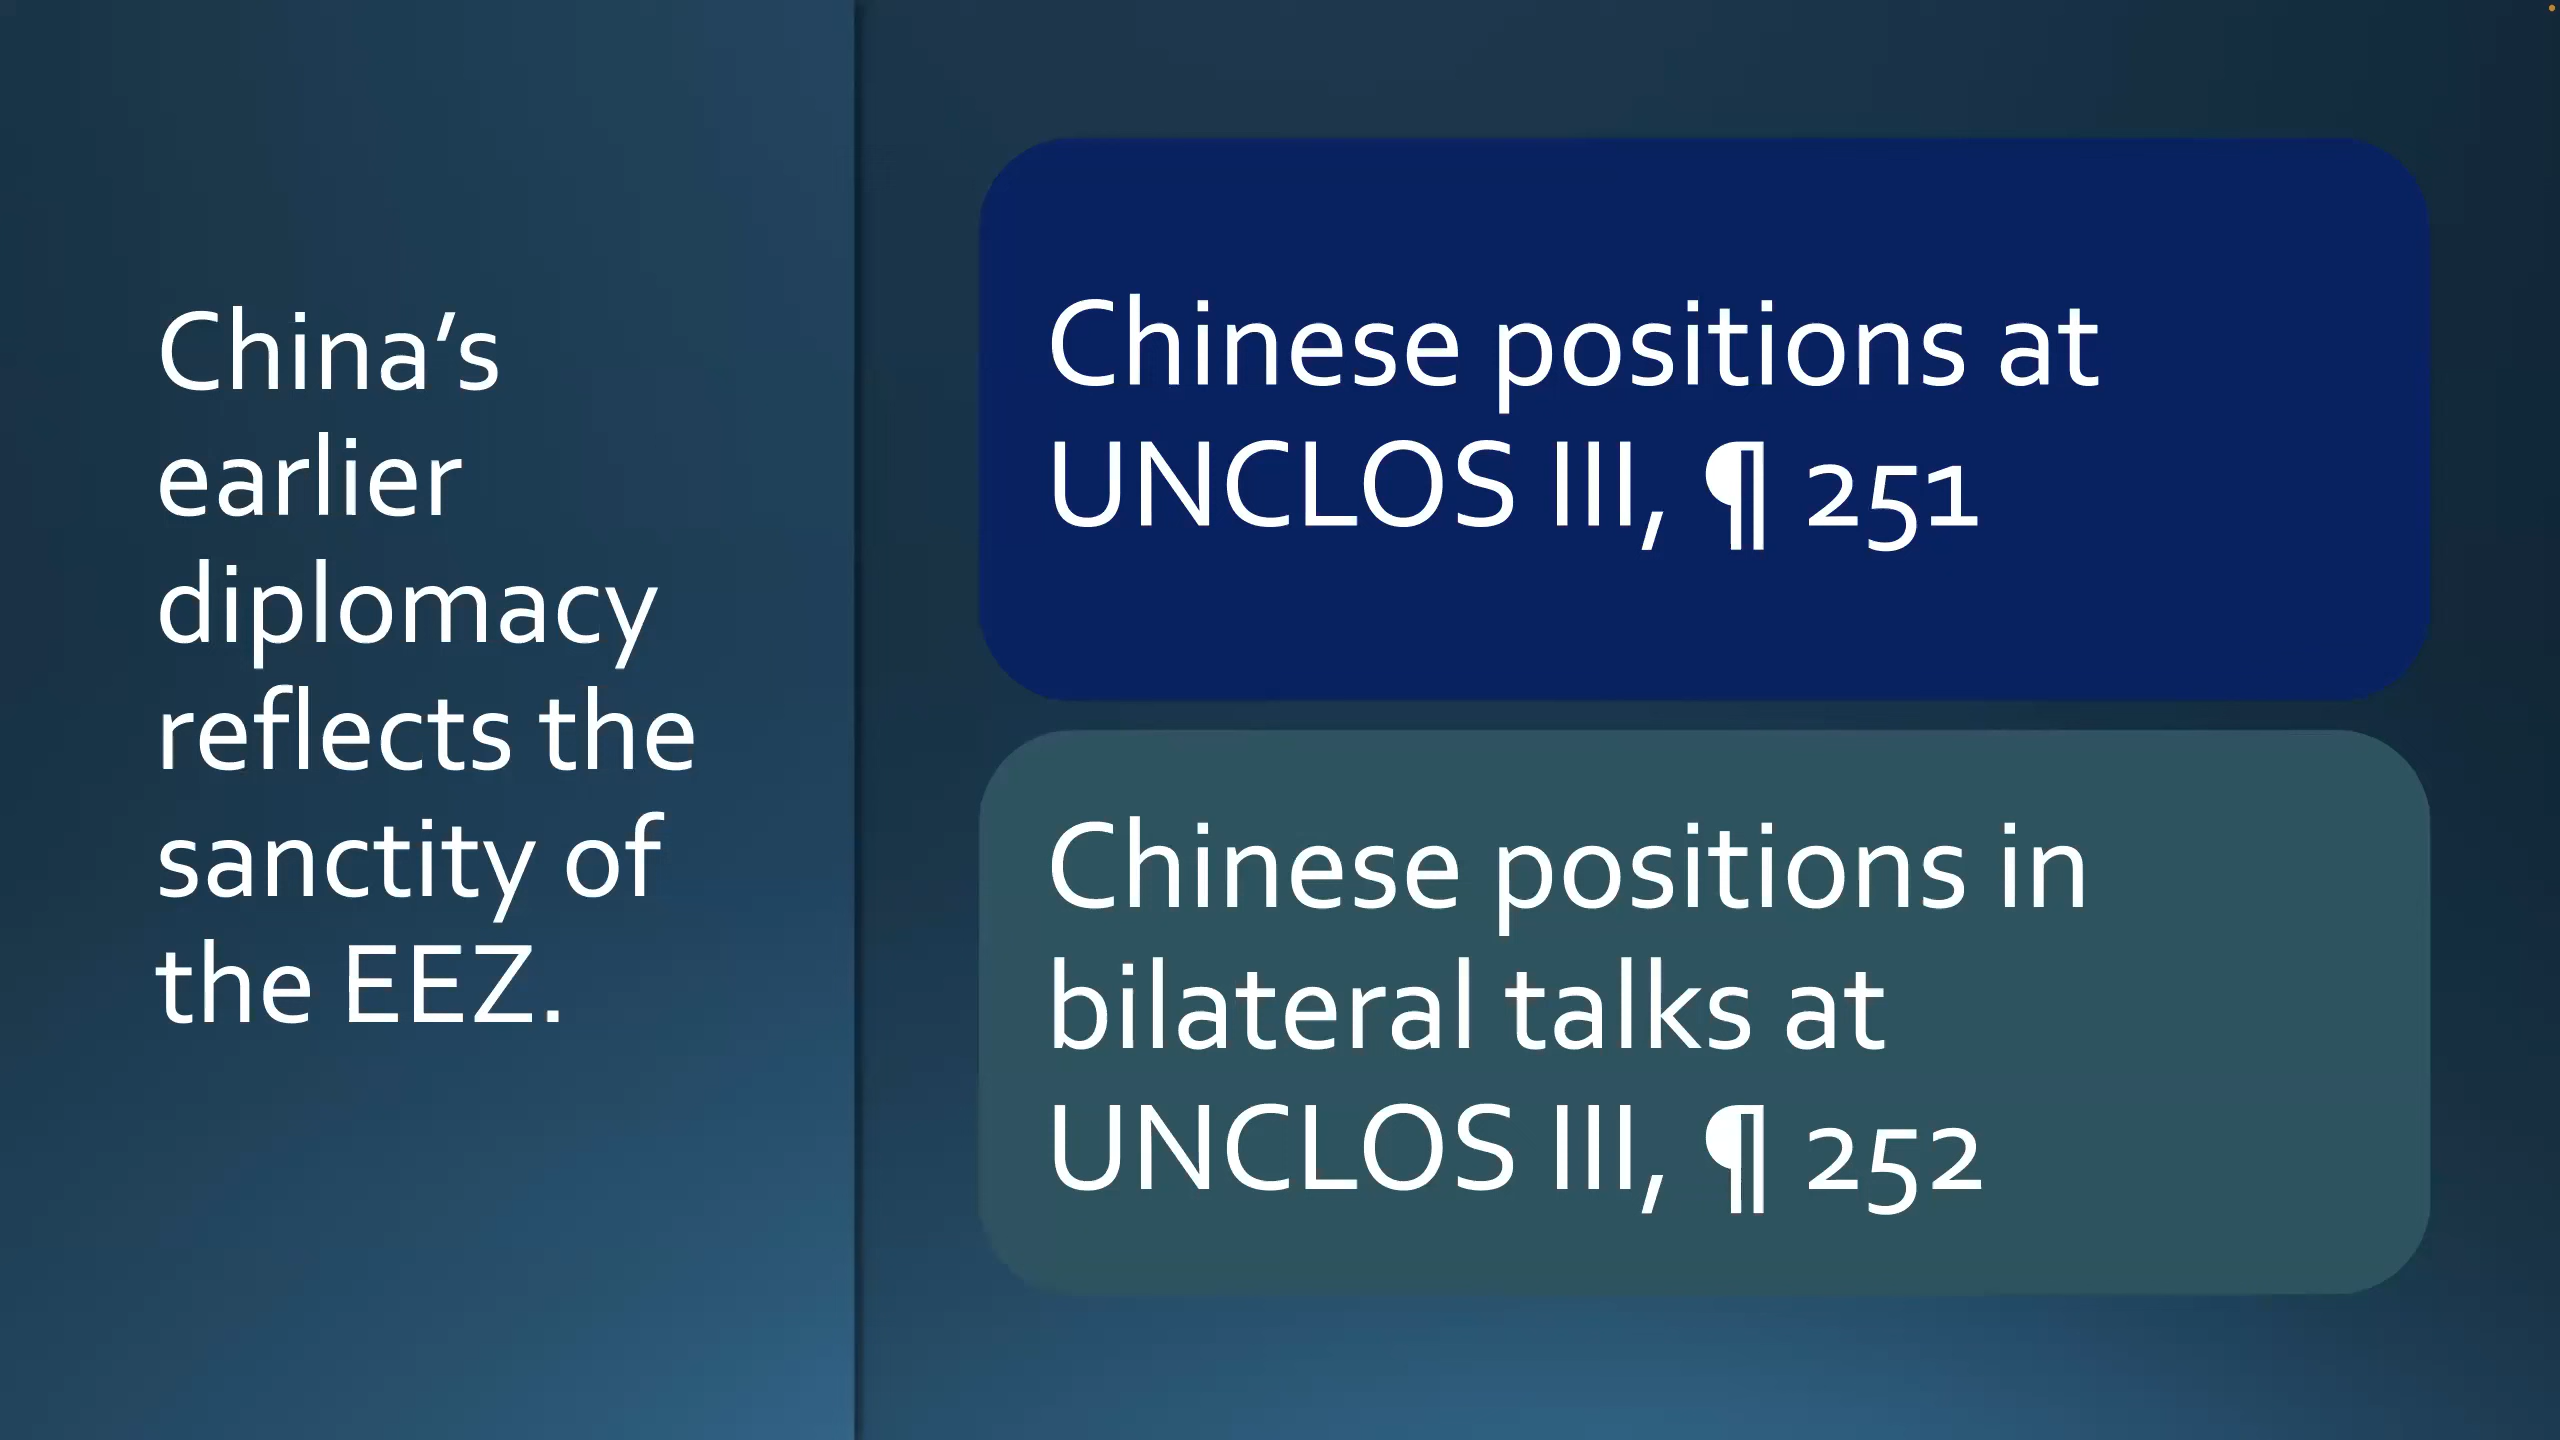 China’s
earlier
diplomacy
reflects the
sanctity of
the EEZ.
Chinese positions at
UNCLOS III, ¶ 251
Chinese positions in
bilateral talks at
UNCLOS III, ¶ 252